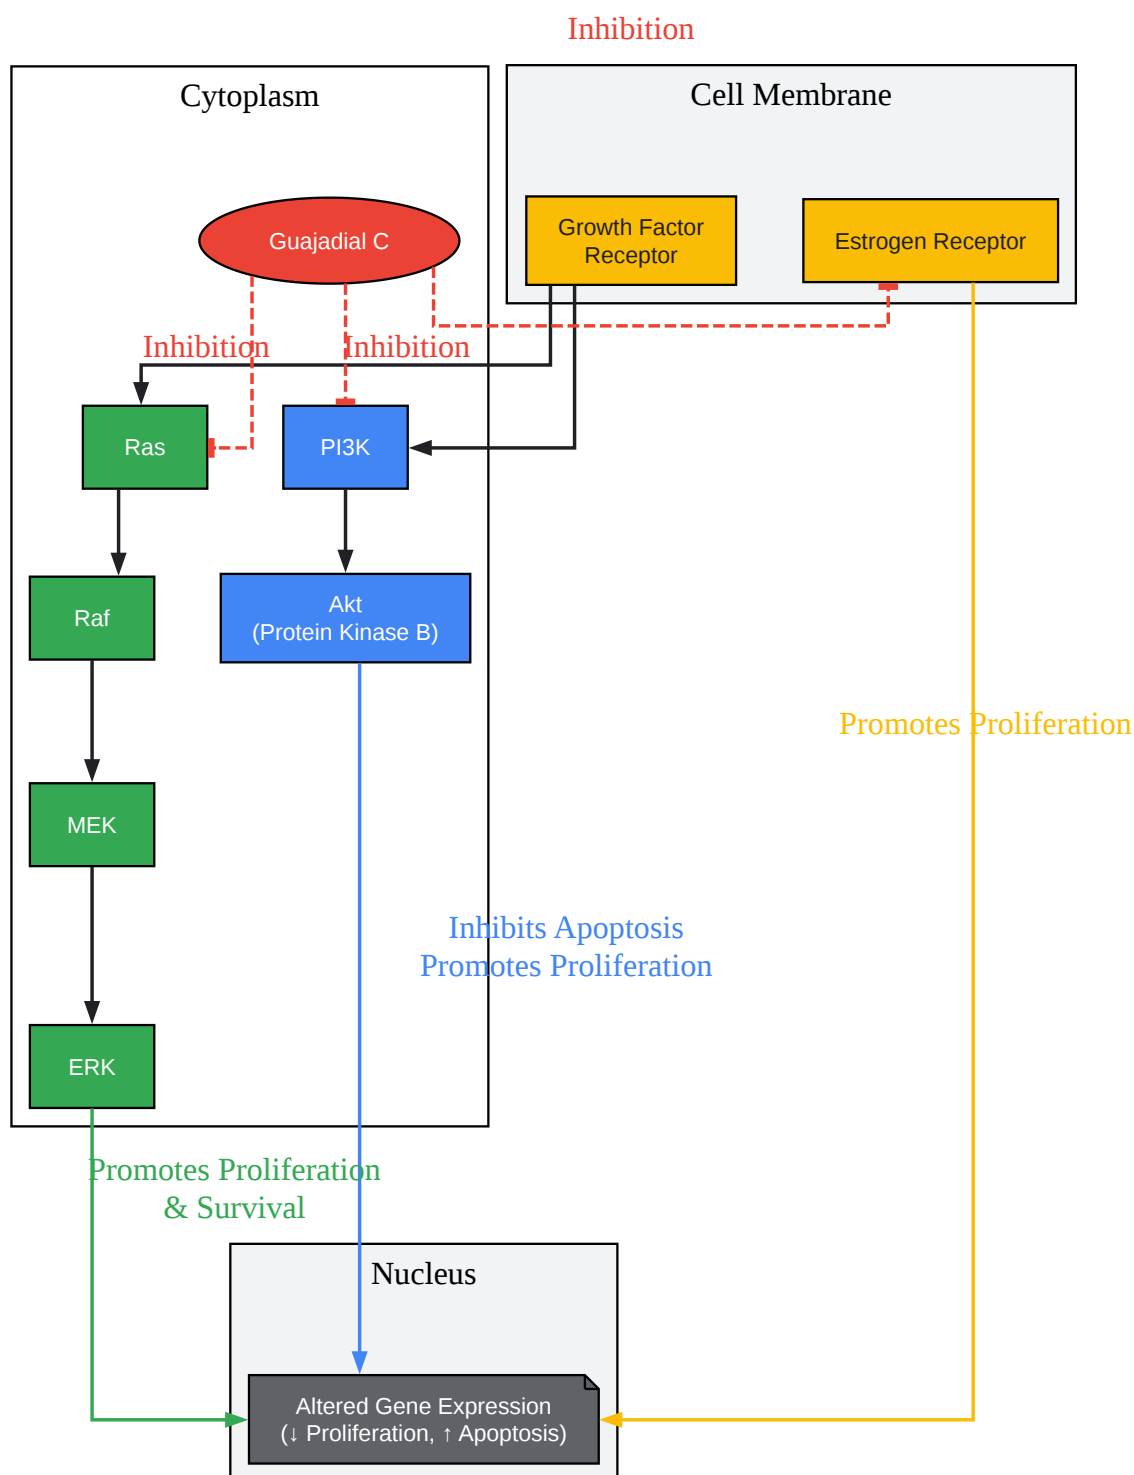 Inhibition
Cytoplasm
Cell Membrane
Guajadial C
Growth Factor
Receptor
Estrogen Receptor
Inhibition
Inhibition
Ras
PI3K
Raf
Akt
(Protein Kinase B)
Promotes Proliferation
MEK
Inhibits Apoptosis
Promotes Proliferation
ERK
Promotes Proliferation
& Survival
Nucleus
Altered Gene Expression
(↓ Proliferation, ↑ Apoptosis)